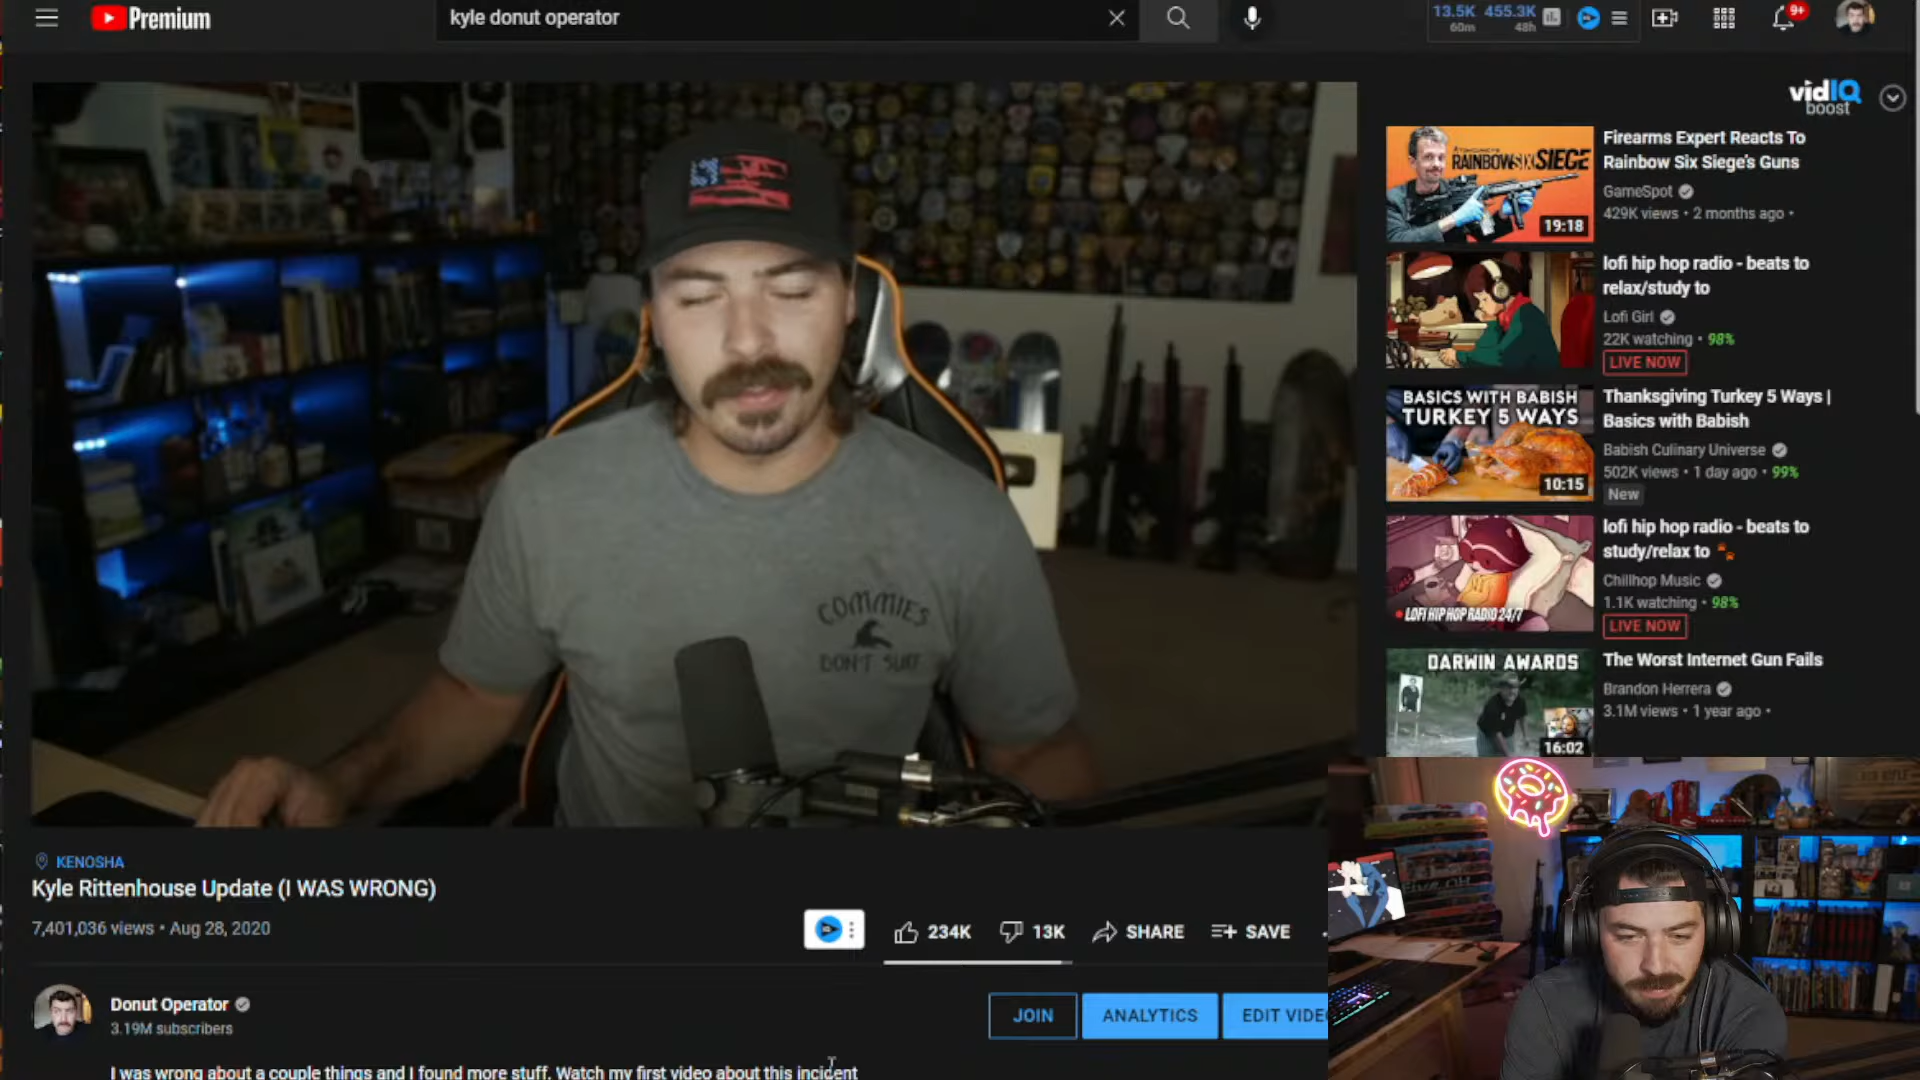 Premium
kyle donut operator
13.5K 455.3K
60m 48h
9+
vidIQ
boost
RAINBOW SIX SIEGE
19:18
Firearms Expert Reacts To
Rainbow Six Siege's Guns
GameSpot
429K views • 2 months ago •
lofi hip hop radio - beats to
relax/study to
Lofi Girl
22K watching • 98%
LIVE NOW
BASICS WITH BABISH
TURKEY 5 WAYS
10:15
Thanksgiving Turkey 5 Ways |
Basics with Babish
Babish Culinary Universe
502K views • 1 day ago • 99%
New
LOFI HIP HOP RADIO 24/7
lofi hip hop radio - beats to
study/relax to
Chillhop Music
1.1K watching • 98%
LIVE NOW
DARWIN AWARDS
16:02
The Worst Internet Gun Fails
Brandon Herrera
3.1M views • 1 year ago •
COMMIES
DON'T SURF
KENOSHA
Kyle Rittenhouse Update (I WAS WRONG)
7,401,036 views • Aug 28, 2020
234K 13K SHARE SAVE
Donut Operator
3.19M subscribers
JOIN ANALYTICS EDIT VIDE
I was wrong about a couple things and I found more stuff. Watch my first video about this incident